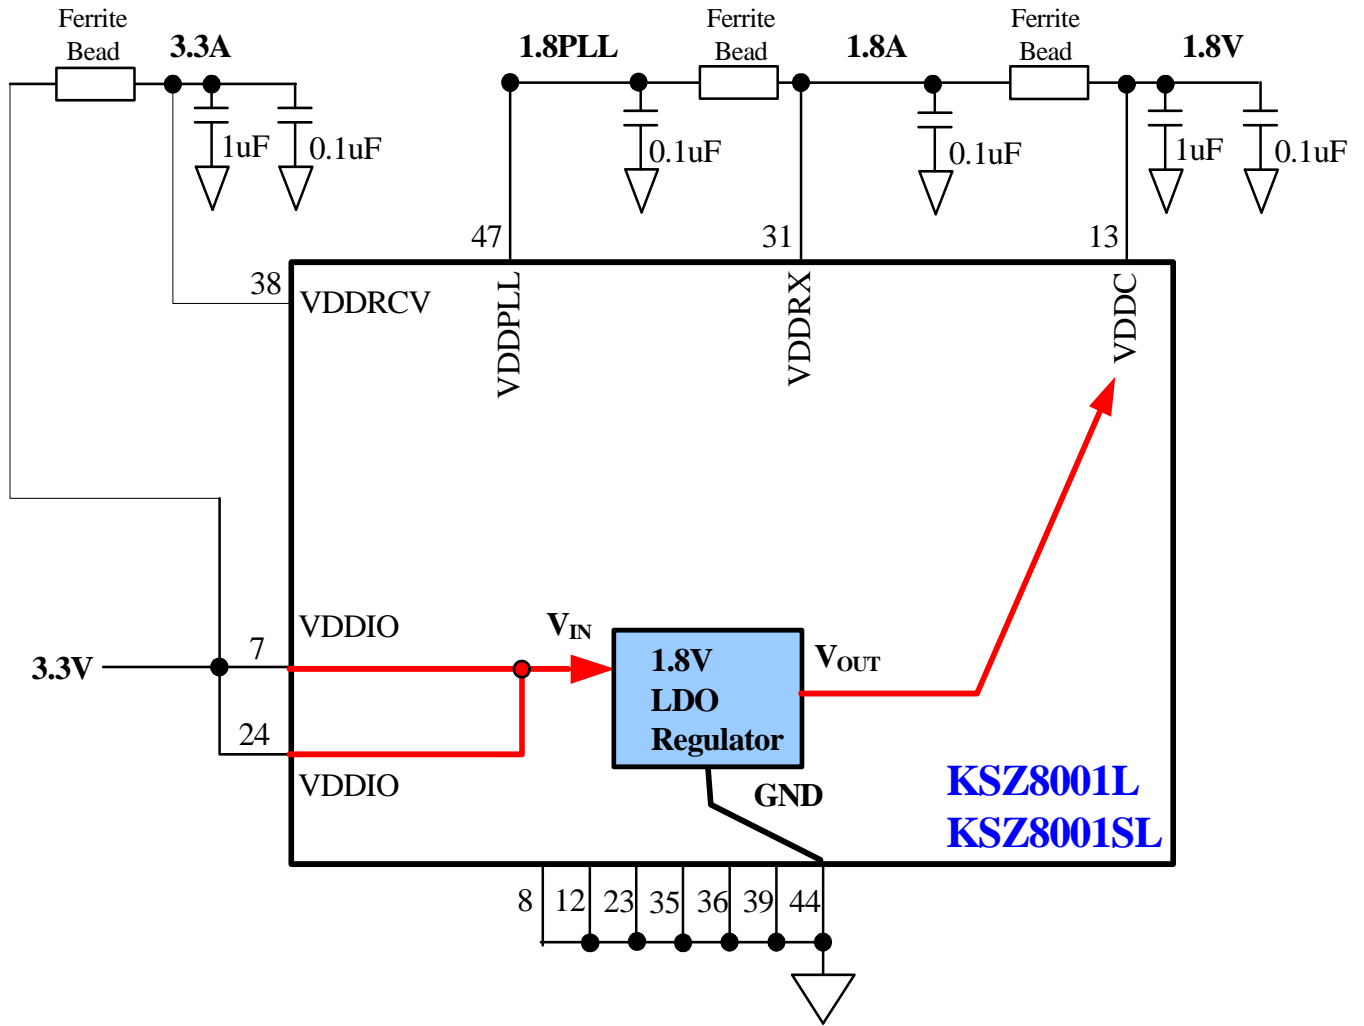 Ferrite
Bead
3.3A
1.8PLL
Ferrite
Bead
1.8A
Ferrite
Bead
1.8V
1uF
0.1uF
0.1uF
0.1uF
1uF
0.1uF
47
31
13
38
VDDRCV
VDDPLL
VDDRX
VDDC
VDDIO
7
3.3V
24
VDDIO
VIN
1.8V
LDO
Regulator
VOUT
GND
KSZ8001L
KSZ8001SL
8
12
23
35
36
39
44